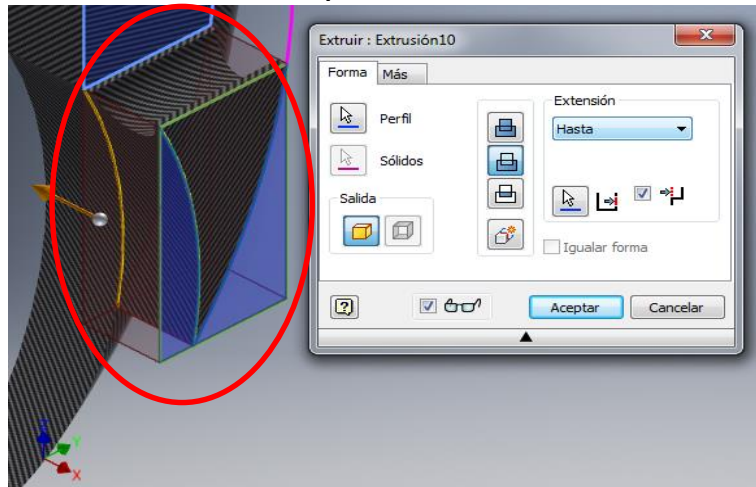 Extruir : Extrusión10
Forma Más
Perfil
Sólidos
Salida
Extensión
Hasta
Igualar forma
Aceptar
Cancelar
Z
Y
X